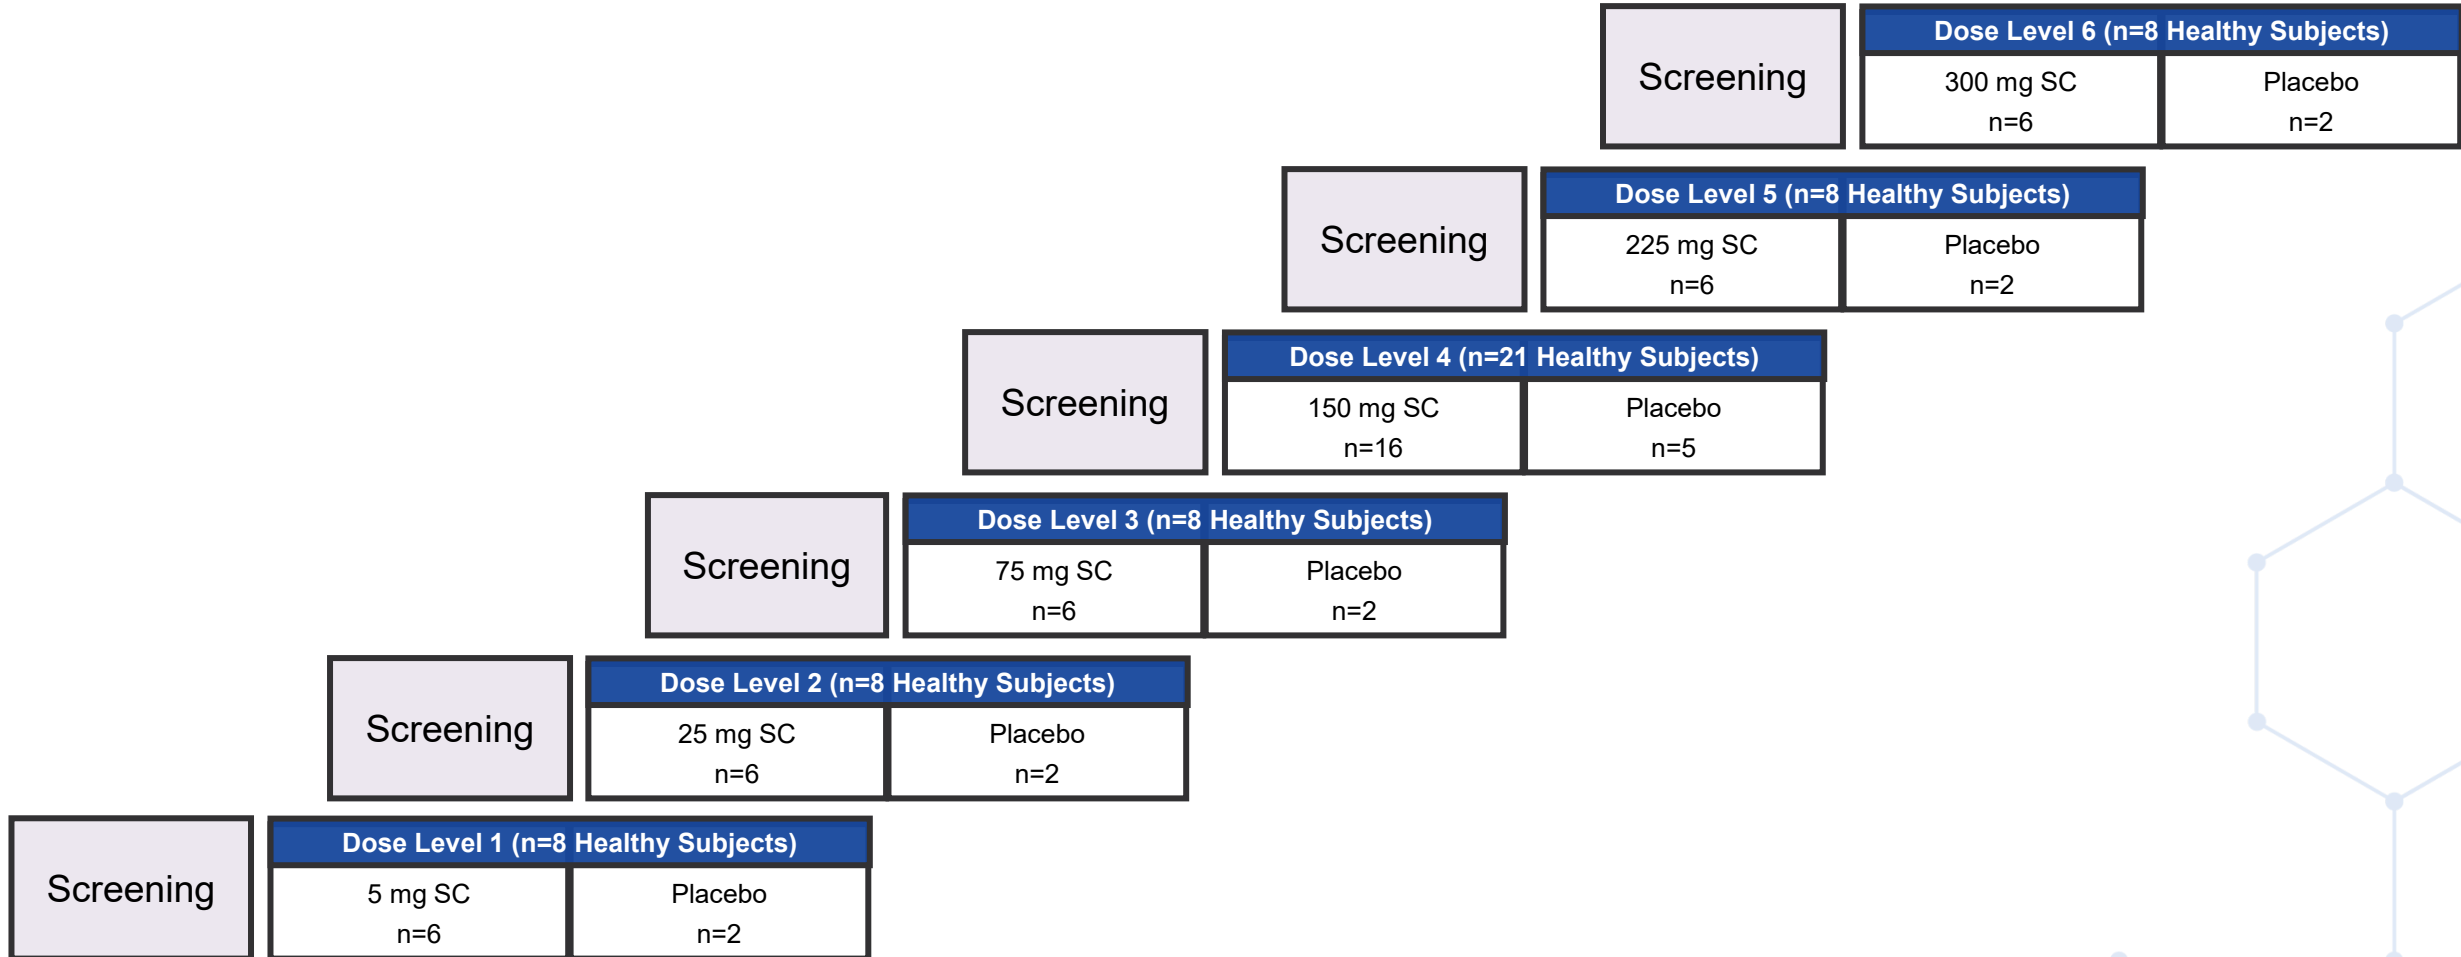 Screening
Dose Level 6 (n=8 Healthy Subjects)
300 mg SC
n=6
Placebo
n=2
Screening
Dose Level 5 (n=8 Healthy Subjects)
225 mg SC
n=6
Placebo
n=2
Screening
Dose Level 4 (n=21 Healthy Subjects)
150 mg SC
n=16
Placebo
n=5
Screening
Dose Level 3 (n=8 Healthy Subjects)
75 mg SC
n=6
Placebo
n=2
Screening
Dose Level 2 (n=8 Healthy Subjects)
25 mg SC
n=6
Placebo
n=2
Screening
Dose Level 1 (n=8 Healthy Subjects)
5 mg SC
n=6
Placebo
n=2